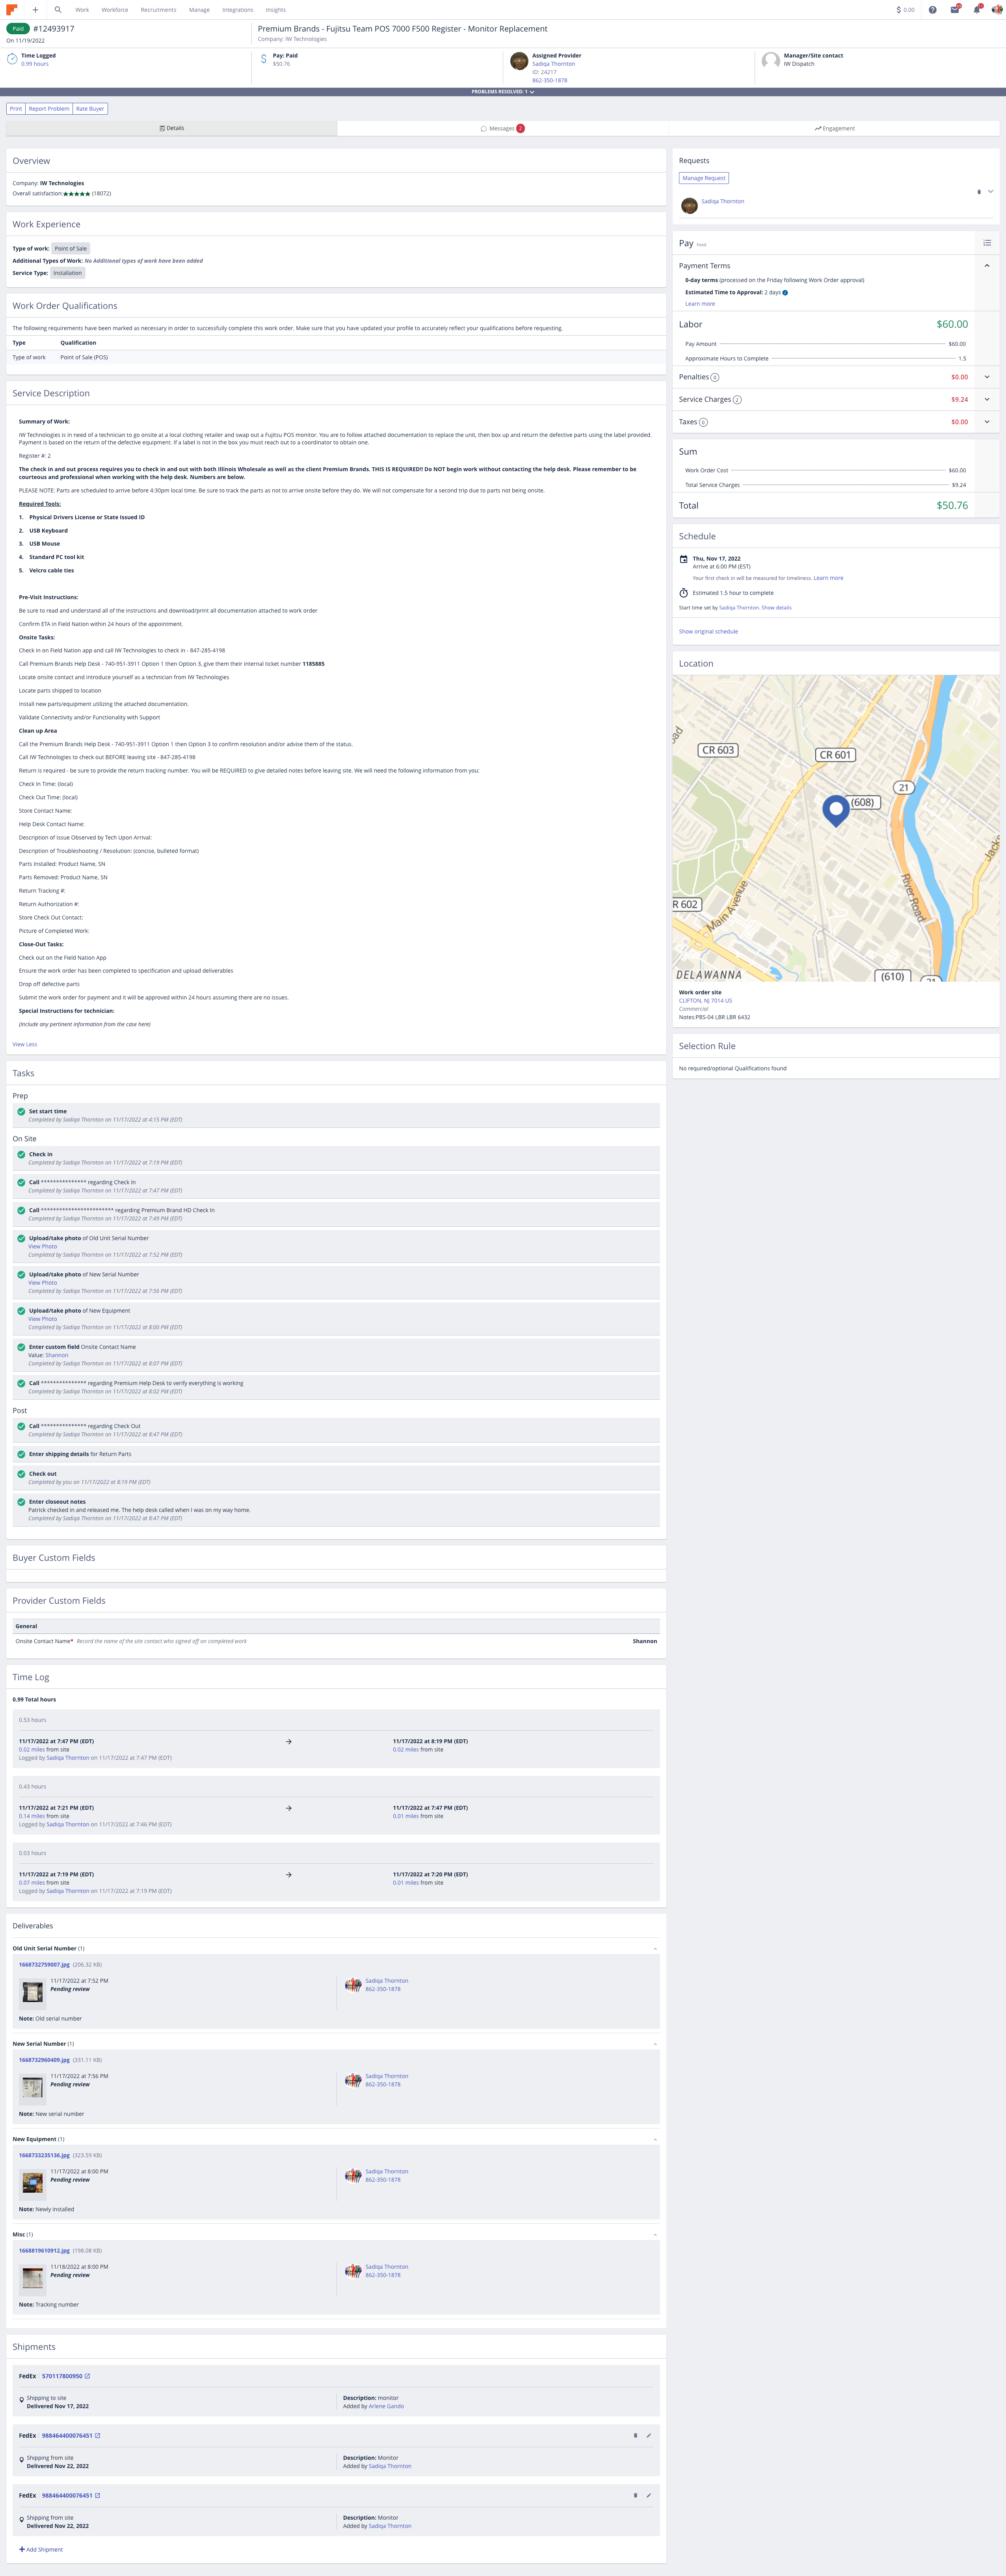 Work Workforce Recruitments Manage Integrations Insights
$ 0.00
Paid #12493917
On 11/19/2022
Premium Brands - Fujitsu Team POS 7000 F500 Register - Monitor Replacement
Company: IW Technologies
Time Logged
0.99 hours
Pay: Paid
$50.76
Assigned Provider
Sadiqa Thornton
ID: 24217
862-350-1878
Manager/Site contact
IW Dispatch
PROBLEMS RESOLVED: 1
Print Report Problem Rate Buyer
Details
Messages 2
Engagement
Overview
Company: IW Technologies
Overall satisfaction:★★★★★ (18072)
Work Experience
Type of work: Point of Sale
Additional Types of Work: No Additional types of work have been added
Service Type: Installation
Work Order Qualifications
The following requirements have been marked as necessary in order to successfully complete this work order. Make sure that you have updated your profile to accurately reflect your qualifications before requesting.
Type Qualification
Type of work Point of Sale (POS)
Service Description
Summary of Work:
IW Technologies is in need of a technician to go onsite at a local clothing retailer and swap out a Fujitsu POS monitor. You are to follow attached documentation to replace the unit, then box up and return the defective parts using the label provided.
Payment is based on the return of the defective equipment. If a label is not in the box you must reach out to a coordinator to obtain one.
Register #: 2
The check in and out process requires you to check in and out with both Illinois Wholesale as well as the client Premium Brands. THIS IS REQUIRED!! Do NOT begin work without contacting the help desk. Please remember to be
courteous and professional when working with the help desk. Numbers are below.
PLEASE NOTE: Parts are scheduled to arrive before 4:30pm local time. Be sure to track the parts as not to arrive onsite before they do. We will not compensate for a second trip due to parts not being onsite.
Required Tools:
1. Physical Drivers License or State Issued ID
2. USB Keyboard
3. USB Mouse
4. Standard PC tool kit
5. Velcro cable ties
Pre-Visit Instructions:
Be sure to read and understand all of the instructions and download/print all documentation attached to work order
Confirm ETA in Field Nation within 24 hours of the appointment.
Onsite Tasks:
Check in on Field Nation app and call IW Technologies to check in - 847-285-4198
Call Premium Brands Help Desk - 740-951-3911 Option 1 then Option 3, give them their internal ticket number 1185885
Locate onsite contact and introduce yourself as a technician from IW Technologies
Locate parts shipped to location
Install new parts/equipment utilizing the attached documentation.
Validate Connectivity and/or Functionality with Support
Clean up Area
Call the Premium Brands Help Desk - 740-951-3911 Option 1 then Option 3 to confirm resolution and/or advise them of the status.
Call IW Technologies to check out BEFORE leaving site - 847-285-4198
Return is required - be sure to provide the return tracking number. You will be REQUIRED to give detailed notes before leaving site. We will need the following information from you:
Check In Time: (local)
Check Out Time: (local)
Store Contact Name:
Help Desk Contact Name:
Description of Issue Observed by Tech Upon Arrival:
Description of Troubleshooting / Resolution: (concise, bulleted format)
Parts Installed: Product Name, SN
Parts Removed: Product Name, SN
Return Tracking #:
Return Authorization #:
Store Check Out Contact:
Picture of Completed Work:
Close-Out Tasks:
Check out on the Field Nation App
Ensure the work order has been completed to specification and upload deliverables
Drop off defective parts
Submit the work order for payment and it will be approved within 24 hours assuming there are no issues.
Special Instructions for technician:
(Include any pertinent information from the case here)
View Less
Tasks
Prep
Set start time
Completed by Sadiqa Thornton on 11/17/2022 at 4:15 PM (EDT)
On Site
Check in
Completed by Sadiqa Thornton on 11/17/2022 at 7:19 PM (EDT)
Call *************** regarding Check In
Completed by Sadiqa Thornton on 11/17/2022 at 7:47 PM (EDT)
Call ************************ regarding Premium Brand HD Check In
Completed by Sadiqa Thornton on 11/17/2022 at 7:49 PM (EDT)
Upload/take photo of Old Unit Serial Number
View Photo
Completed by Sadiqa Thornton on 11/17/2022 at 7:52 PM (EDT)
Upload/take photo of New Serial Number
View Photo
Completed by Sadiqa Thornton on 11/17/2022 at 7:56 PM (EDT)
Upload/take photo of New Equipment
View Photo
Completed by Sadiqa Thornton on 11/17/2022 at 8:00 PM (EDT)
Enter custom field Onsite Contact Name
Value: Shannon
Completed by Sadiqa Thornton on 11/17/2022 at 8:07 PM (EDT)
Call *************** regarding Premium Help Desk to verify everything is working
Completed by Sadiqa Thornton on 11/17/2022 at 8:02 PM (EDT)
Post
Call *************** regarding Check Out
Completed by Sadiqa Thornton on 11/17/2022 at 8:47 PM (EDT)
Enter shipping details for Return Parts
Check out
Completed by you on 11/17/2022 at 8:19 PM (EDT)
Enter closeout notes
Patrick checked in and released me. The help desk called when I was on my way home.
Completed by Sadiqa Thornton on 11/17/2022 at 8:47 PM (EDT)
Buyer Custom Fields
Provider Custom Fields
General
Onsite Contact Name* Record the name of the site contact who signed off on completed work Shannon
Time Log
0.99 Total hours
0.53 hours
11/17/2022 at 7:47 PM (EDT) 11/17/2022 at 8:19 PM (EDT)
0.02 miles from site 0.02 miles from site
Logged by Sadiqa Thornton on 11/17/2022 at 7:47 PM (EDT)
0.43 hours
11/17/2022 at 7:21 PM (EDT) 11/17/2022 at 7:47 PM (EDT)
0.14 miles from site 0.01 miles from site
Logged by Sadiqa Thornton on 11/17/2022 at 7:46 PM (EDT)
0.03 hours
11/17/2022 at 7:19 PM (EDT) 11/17/2022 at 7:20 PM (EDT)
0.07 miles from site 0.01 miles from site
Logged by Sadiqa Thornton on 11/17/2022 at 7:19 PM (EDT)
Deliverables
Old Unit Serial Number (1)
1668732759007.jpg (206.32 KB)
11/17/2022 at 7:52 PM Sadiqa Thornton
Pending review 862-350-1878
Note: Old serial number
New Serial Number (1)
1668732960409.jpg (331.11 KB)
11/17/2022 at 7:56 PM Sadiqa Thornton
Pending review 862-350-1878
Note: New serial number
New Equipment (1)
1668733235136.jpg (323.59 KB)
11/17/2022 at 8:00 PM Sadiqa Thornton
Pending review 862-350-1878
Note: Newly installed
Misc (1)
1668819610912.jpg (198.08 KB)
11/18/2022 at 8:00 PM Sadiqa Thornton
Pending review 862-350-1878
Note: Tracking number
Shipments
FedEx 570117800950
Shipping to site Description: monitor
Delivered Nov 17, 2022 Added by Arlene Gando
FedEx 988464400076451
Shipping from site Description: Monitor
Delivered Nov 22, 2022 Added by Sadiqa Thornton
FedEx 988464400076451
Shipping from site Description: Monitor
Delivered Nov 22, 2022 Added by Sadiqa Thornton
Add Shipment
Requests
Manage Request
Sadiqa Thornton
Pay Fixed
Payment Terms
0-day terms (processed on the Friday following Work Order approval)
Estimated Time to Approval: 2 days
Learn more
Labor $60.00
Pay Amount $60.00
Approximate Hours to Complete 1.5
Penalties 0 $0.00
Service Charges 2 $9.24
Taxes 0 $0.00
Sum
Work Order Cost $60.00
Total Service Charges $9.24
Total $50.76
Schedule
Thu, Nov 17, 2022
Arrive at 6:00 PM (EST)
Your first check in will be measured for timeliness. Learn more
Estimated 1.5 hour to complete
Start time set by Sadiqa Thornton. Show details
Show original schedule
Location
CR 603
CR 601
21
(608)
River Road
Main Avenue
R 602
DELAWANNA
(610)
21
Work order site
CLIFTON, NJ 7014 US
Commercial
Notes:PBS-04 LBR LBR 6432
Selection Rule
No required/optional Qualifications found